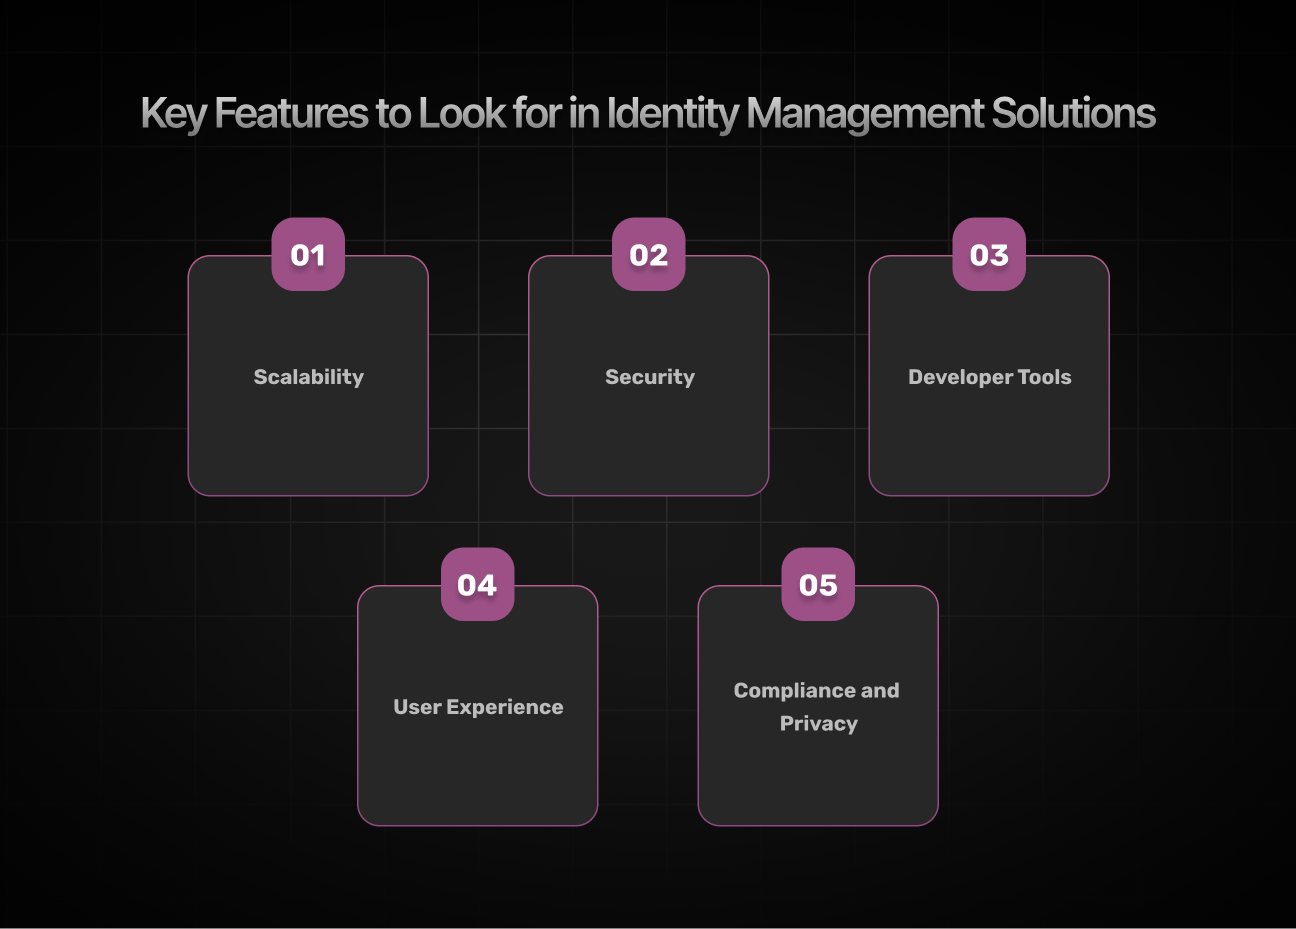 Key Features to Look for in Identity Management Solutions
01
Scalability
02
Security
03
Developer Tools
04
User Experience
05
Compliance and
Privacy